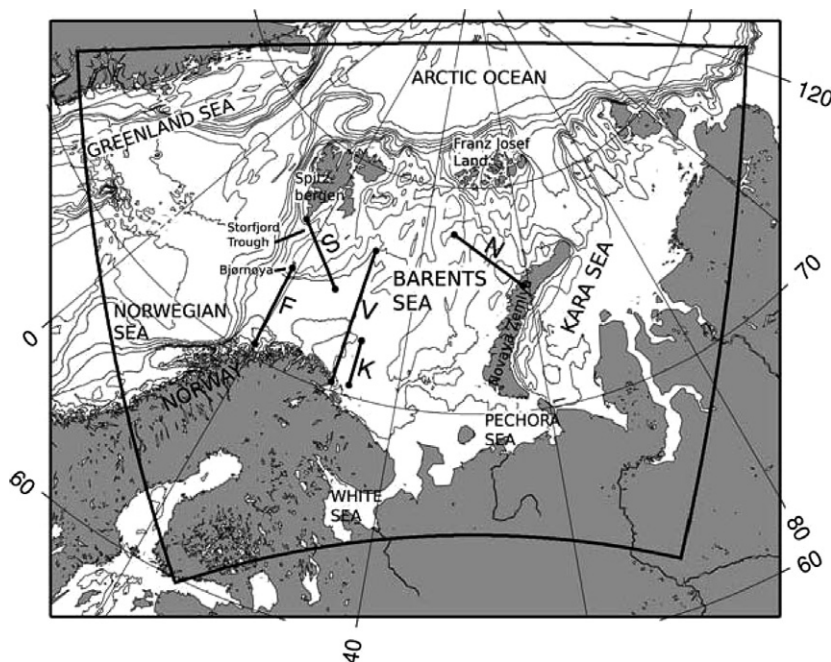 ARCTIC OCEAN
120
GREENLAND SEA
Franz Josef
Land
Spitz-
bergen
Storfjord
Trough
S
N
Bjørnøya
BARENTS
SEA
KARA SEA
70
F
V
NORWEGIAN
SEA
0
K
Novaya Zemlya
NORWAY
PECHORA
SEA
60
WHITE
SEA
80
60
40